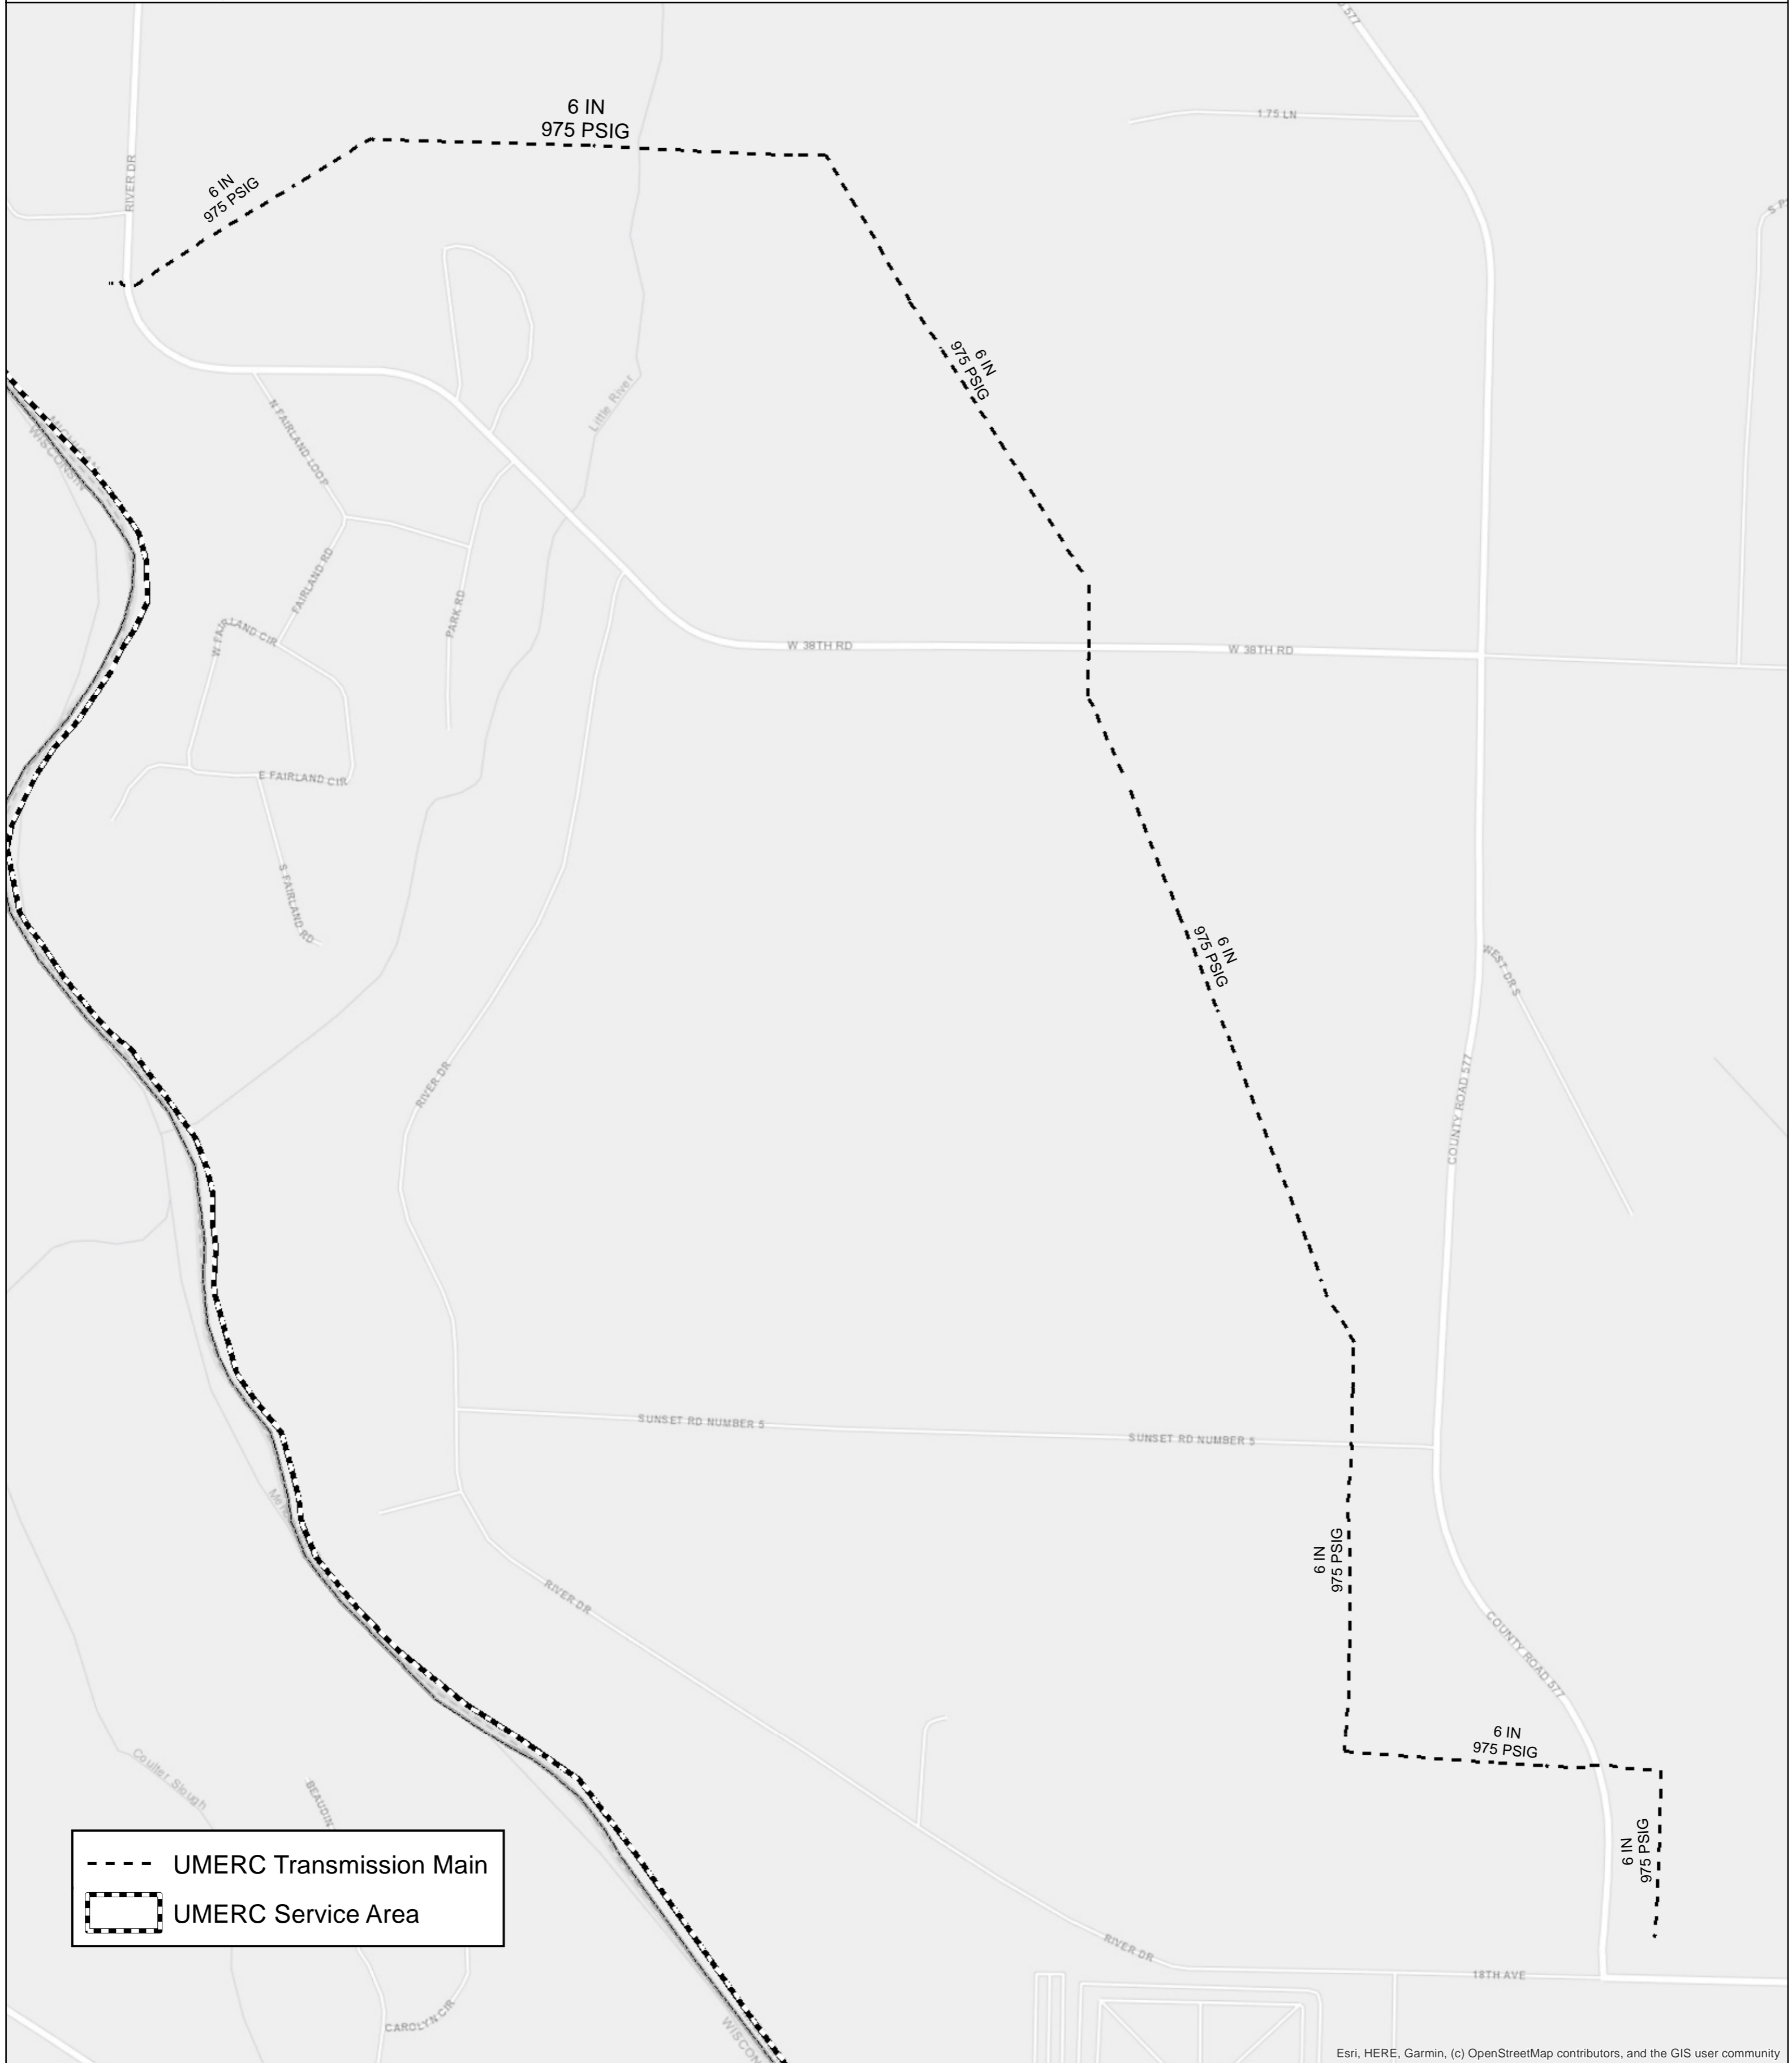 577
1.75 LN
6 IN
975 PSIG
RIVER DR
6 IN
975 PSIG
6 IN
975 PSIG
Little River
N FAIRLAND LOOP
MICHIGAN
WISCONSIN
FAIRLAND RD
PARK RD
W FAIRLAND CIR
W 38TH RD
W 38TH RD
E FAIRLAND CIR
S FAIRLAND RD
6 IN
975 PSIG
WEST DR S
RIVER DR
COUNTY ROAD 577
SUNSET RD NUMBER 5
SUNSET RD NUMBER 5
6 IN
975 PSIG
RIVER DR
COUNTY ROAD 577
6 IN
975 PSIG
Coulter Slough
BEAUDIN
6 IN
975 PSIG
UMERC Transmission Main
UMERC Service Area
RIVER DR
18TH AVE
CAROLYN CIR
Esri, HERE, Garmin, (c) OpenStreetMap contributors, and the GIS user community